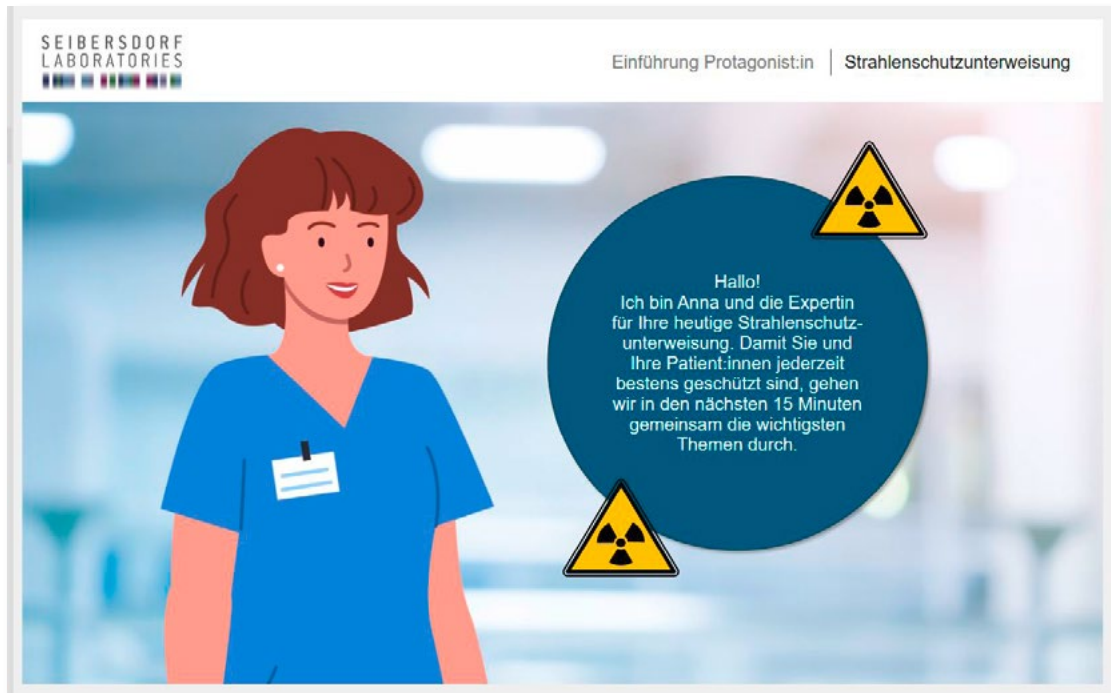 SEIBERSDORF
LABORATORIES
Einführung Protagonist:in | Strahlenschutzunterweisung
Hallo!
Ich bin Anna und die Expertin
für Ihre heutige Strahlenschutz-
unterweisung. Damit Sie und
Ihre Patient:innen jederzeit
bestens geschützt sind, gehen
wir in den nächsten 15 Minuten
gemeinsam die wichtigsten
Themen durch.